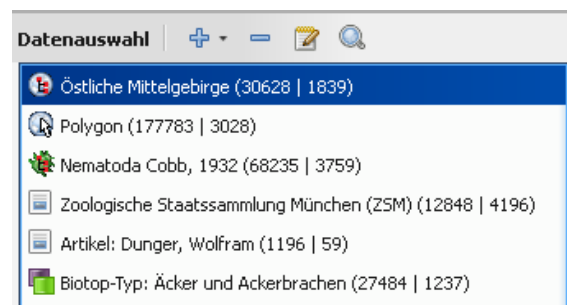 Datenauswahl
Östliche Mittelgebirge (30628 | 1839)
Polygon (177783 | 3028)
Nematoda Cobb, 1932 (68235 | 3759)
Zoologische Staatssammlung München (ZSM) (12848 | 4196)
Artikel: Dunger, Wolfram (1196 | 59)
Biotop-Typ: Äcker und Ackerbrachen (27484 | 1237)